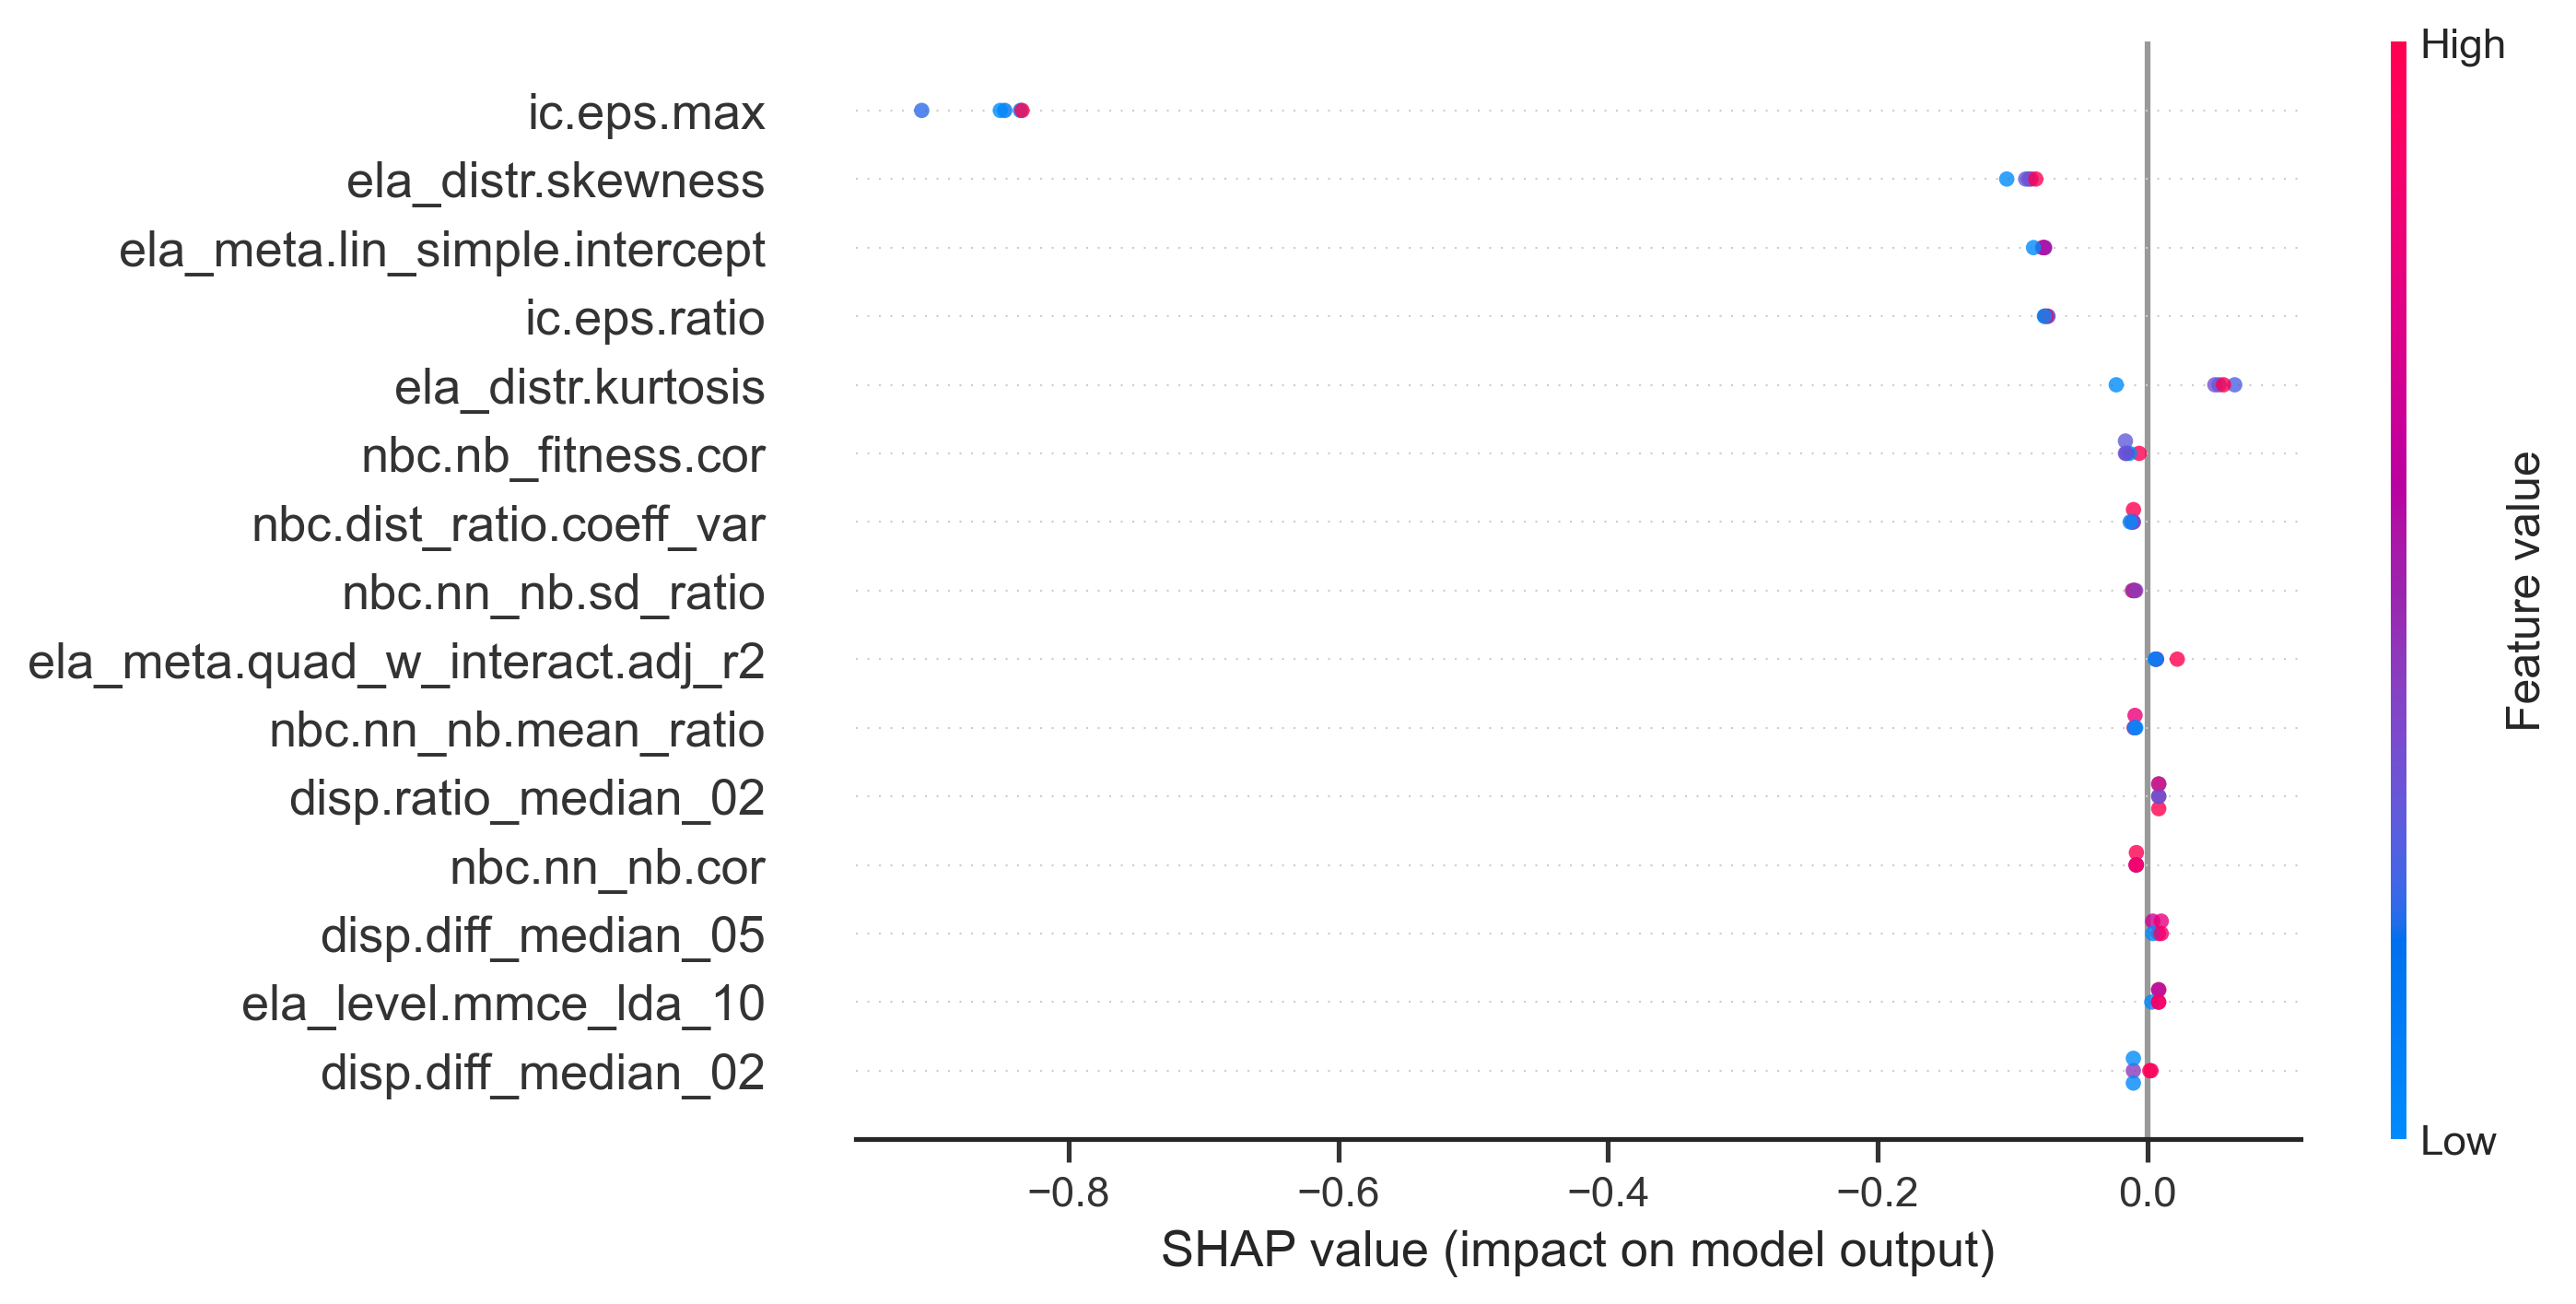 High
ic.eps.max
ela_distr.skewness
ela_meta.lin_simple.intercept
ic.eps.ratio
ela_distr.kurtosis
nbc.nb_fitness.cor
nbc.dist_ratio.coeff_var
nbc.nn_nb.sd_ratio
ela_meta.quad_w_interact.adj_r2
nbc.nn_nb.mean_ratio
disp.ratio_median_02
nbc.nn_nb.cor
disp.diff_median_05
ela_level.mmce_lda_10
disp.diff_median_02
Feature value
Low
−0.8 −0.6 −0.4 −0.2 0.0
SHAP value (impact on model output)